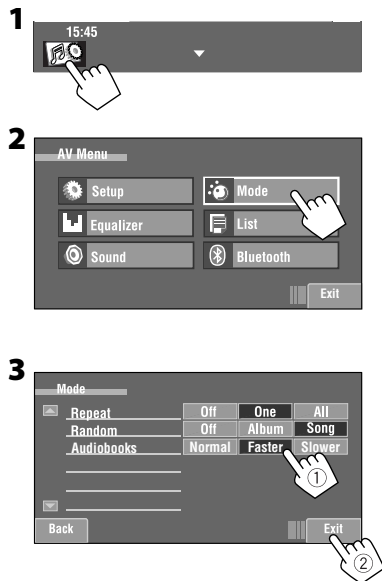 1
15:45
2
AV Menu
Setup Mode
Equalizer List
Sound Bluetooth
Exit
3
Mode
Repeat Off One All
Random Off Album Song
Audiobooks Normal Faster Slower
①
Back Exit
②